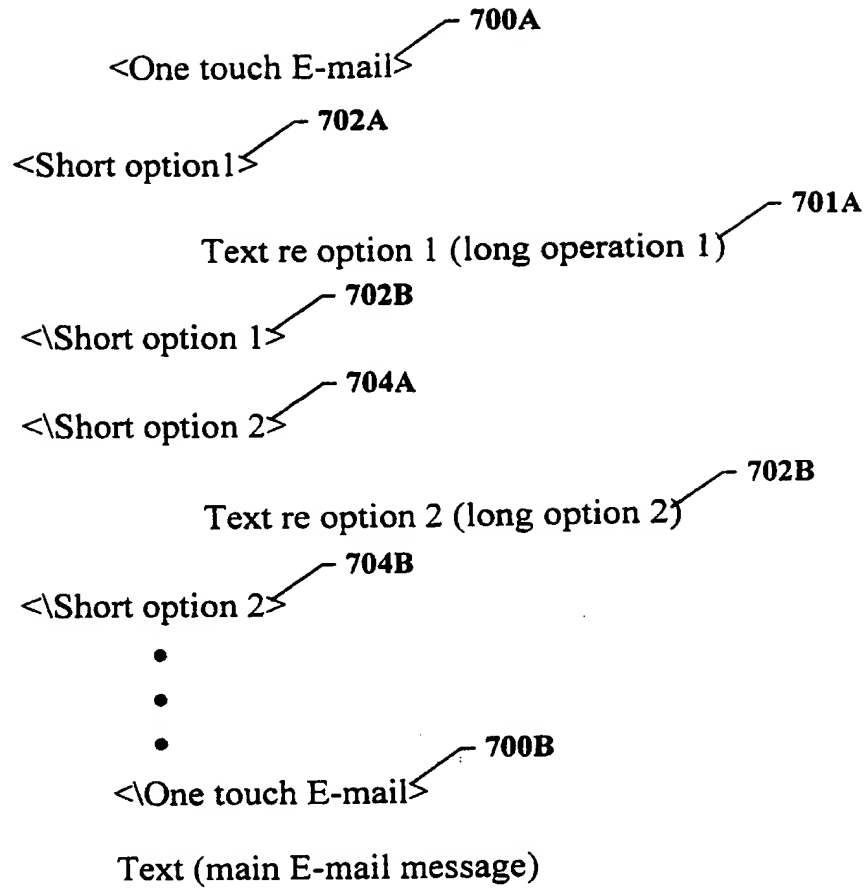 700A
<One touch E-mail>
702A
<Short option1>
701A
Text re option 1 (long operation 1)
702B
<\Short option 1>
704A
<\Short option 2>
702B
Text re option 2 (long option 2)
704B
<\Short option 2>
700B
<\One touch E-mail>
Text (main E-mail message)